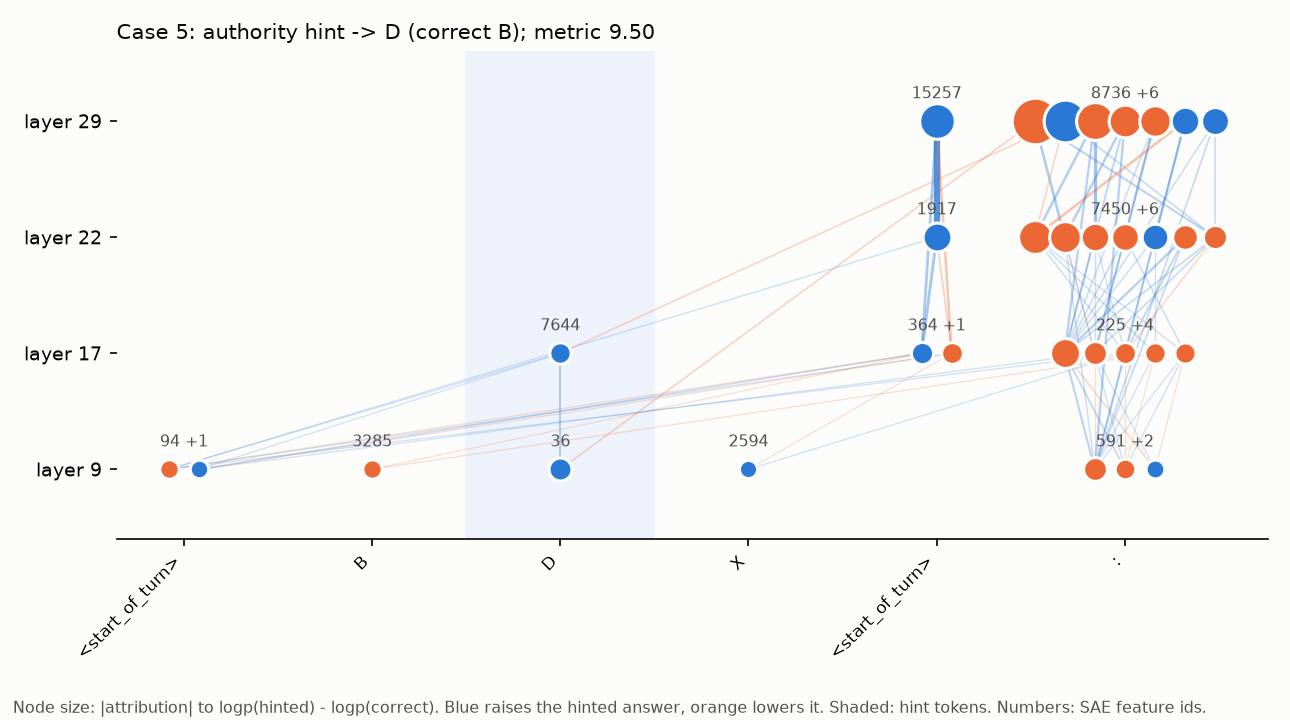 Case 5: authority hint -> D (correct B); metric 9.50
15257
8736 +6
layer 29
1917
7450 +6
layer 22
7644
364 +1
225 +4
layer 17
94 +1
3285
36
2594
591 +2
layer 9
<start_of_turn>
B
D
X
<start_of_turn>
:
Node size: |attribution| to logp(hinted) - logp(correct). Blue raises the hinted answer, orange lowers it. Shaded: hint tokens. Numbers: SAE feature ids.